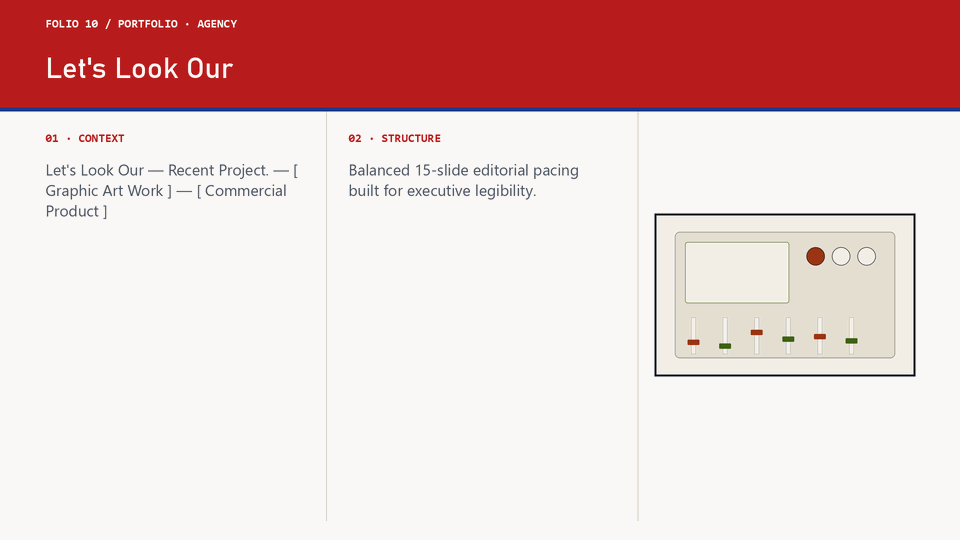 FOLIO 10 / PORTFOLIO · AGENCY
Let's Look Our
01 · CONTEXT
Let's Look Our — Recent Project. — [
Graphic Art Work ] — [ Commercial
Product ]
02 · STRUCTURE
Balanced 15-slide editorial pacing
built for executive legibility.